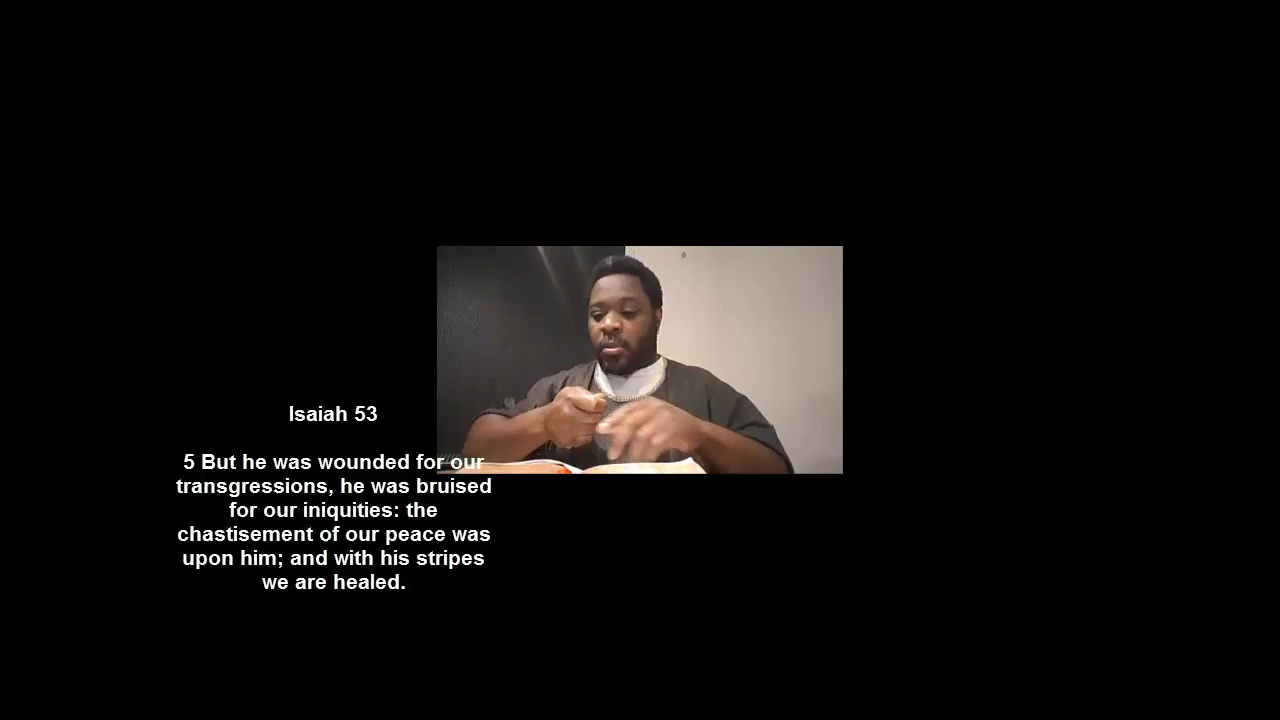 Isaiah 53
5 But he was wounded for our
transgressions, he was bruised
for our iniquities: the
chastisement of our peace was
upon him; and with his stripes
we are healed.